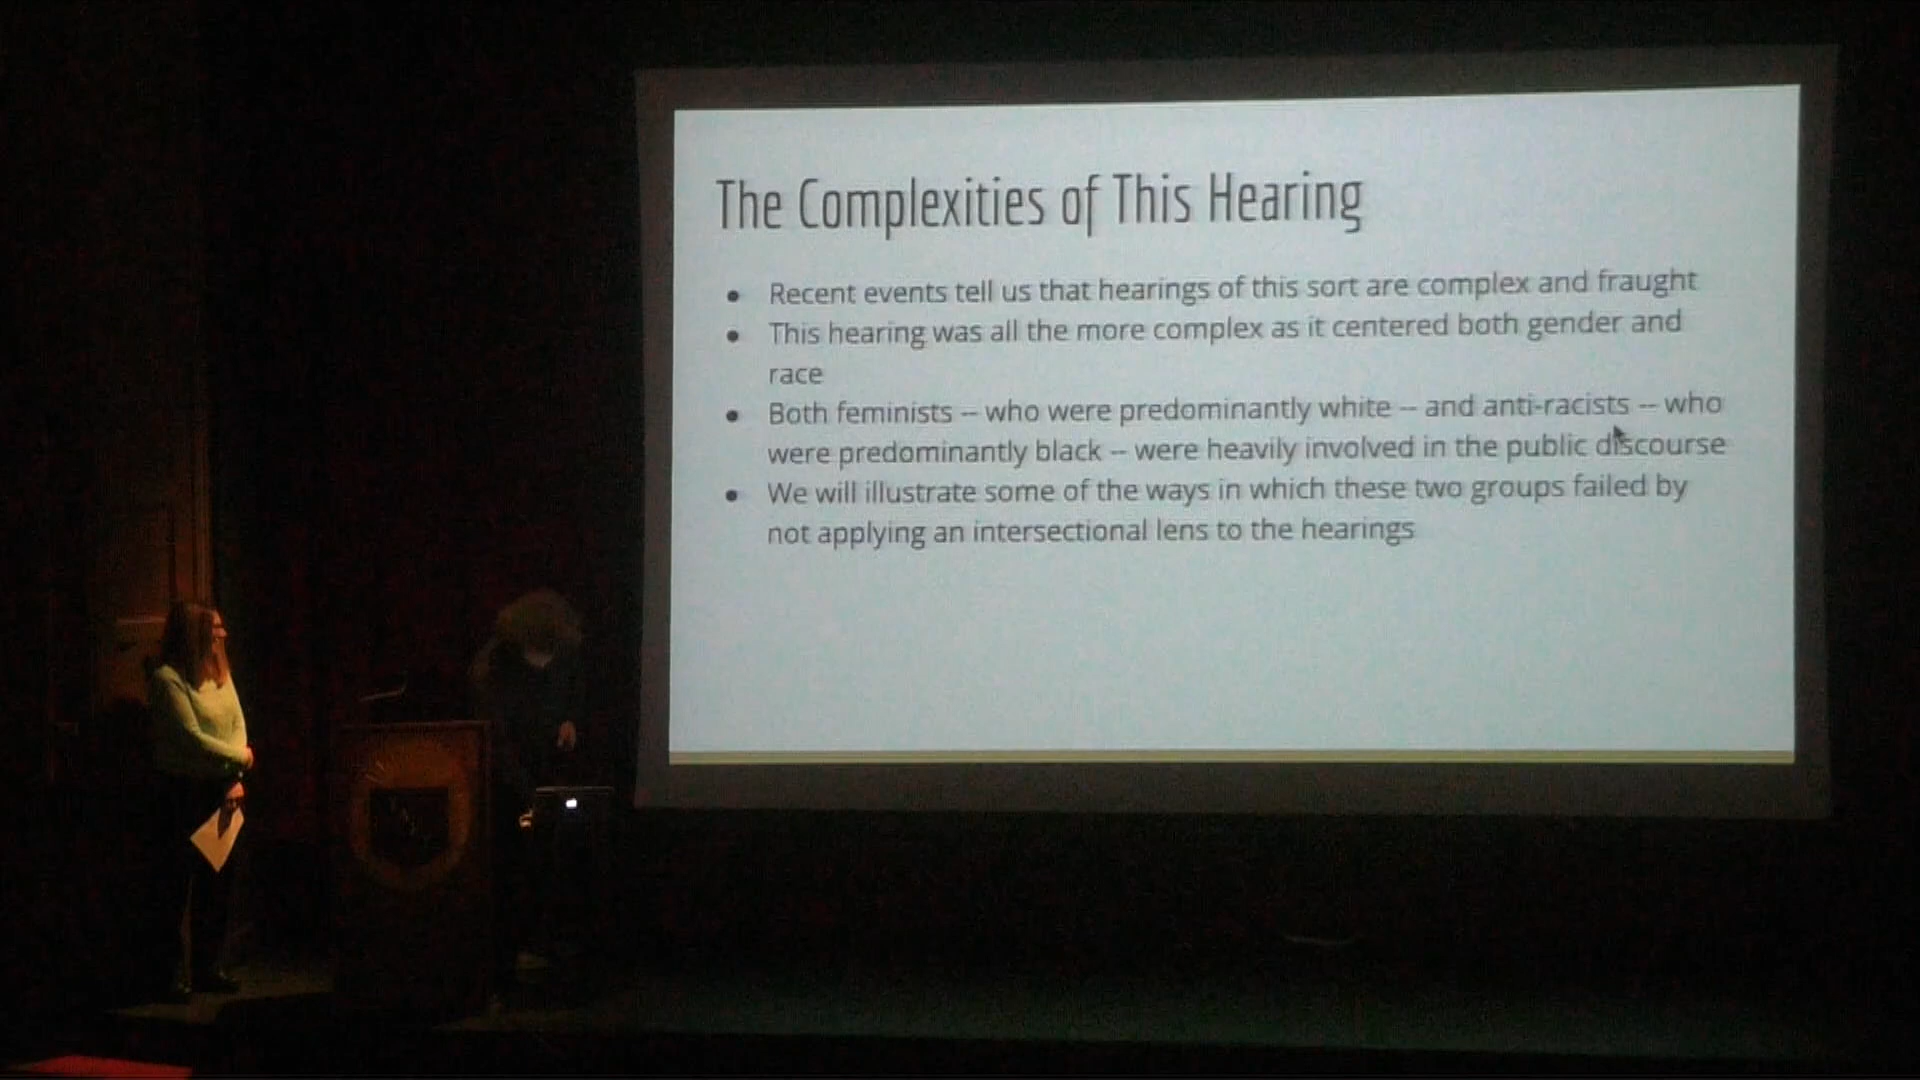 The Complexities of This Hearing
● Recent events tell us that hearings of this sort are complex and fraught
● This hearing was all the more complex as it centered both gender and
race
● Both feminists -- who were predominantly white -- and anti-racists -- who
were predominantly black -- were heavily involved in the public discourse
● We will illustrate some of the ways in which these two groups failed by
not applying an intersectional lens to the hearings